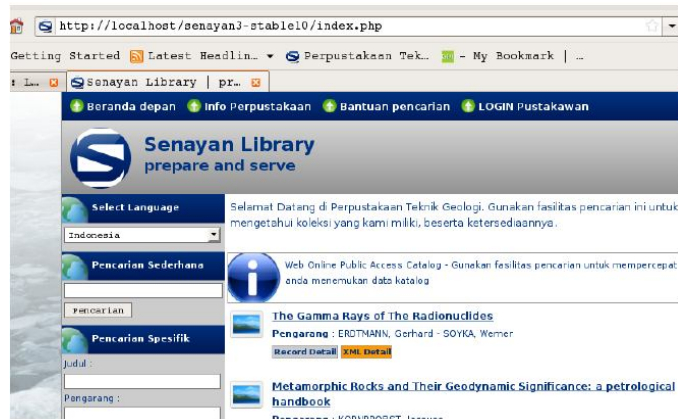 http://localhost/senayan3-stable10/index.php
Getting Started Latest Headlin… Perpustakaan Tek… - My Bookmark | …
: L… Senayan Library | pr…
Beranda depan Info Perpustakaan Bantuan pencarian LOGIN Pustakawan
Senayan Library
prepare and serve
Select Language
Indonesia
Selamat Datang di Perpustakaan Teknik Geologi. Gunakan fasilitas pencarian ini untuk
mengetahui koleksi yang kami miliki, beserta ketersediaannya.
Pencarian Sederhana
Pencarian
Web Online Public Access Catalog - Gunakan fasilitas pencarian untuk mempercepat
anda menemukan data katalog
Pencarian Spesifik
Judul :
Pengarang :
The Gamma Rays of The Radionuclides
Pengarang : ERDTMANN, Gerhard - SOYKA, Werner
Record Detail XML Detail
Metamorphic Rocks and Their Geodynamic Significance: a petrological
handbook